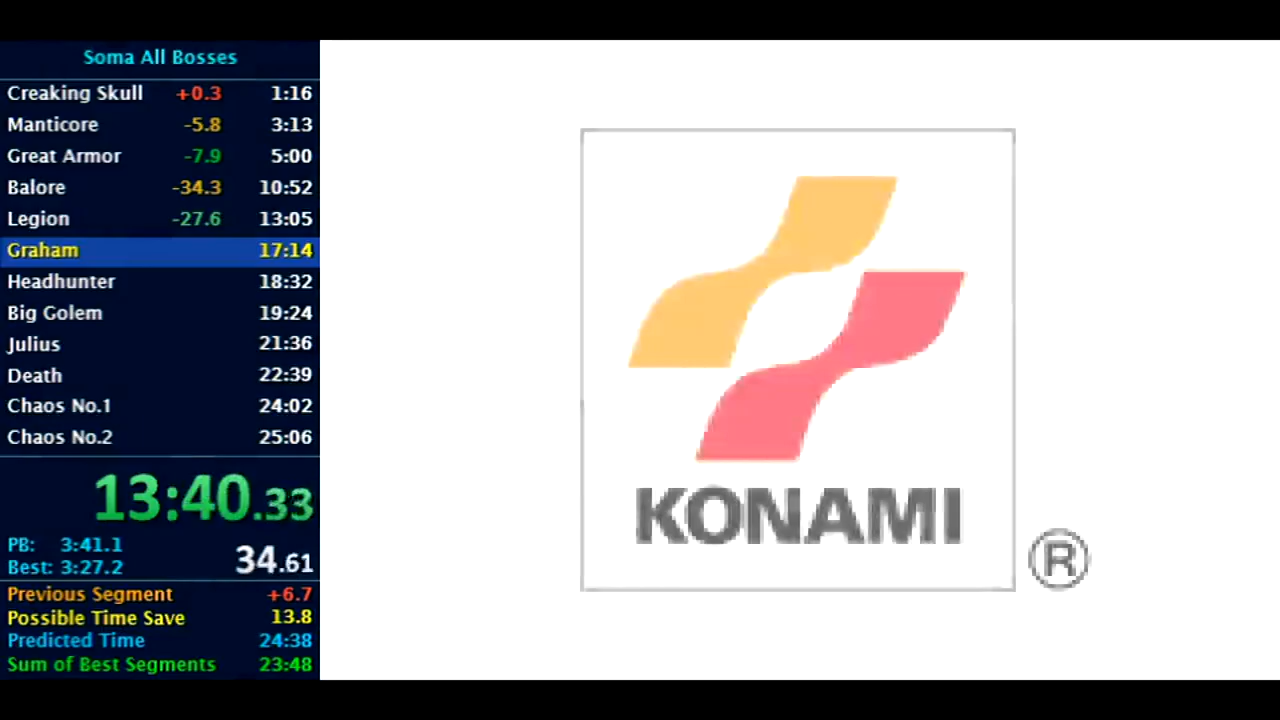 Soma All Bosses
Creaking Skull +0.3 1:16
Manticore -5.8 3:13
Great Armor -7.9 5:00
Balore -34.3 10:52
Legion -27.6 13:05
Graham 17:14
Headhunter 18:32
Big Golem 19:24
Julius 21:36
Death 22:39
Chaos No.1 24:02
Chaos No.2 25:06
13:40.33
PB: 3:41.1
Best: 3:27.2
34.61
Previous Segment +6.7
Possible Time Save 13.8
Predicted Time 24:38
Sum of Best Segments 23:48
KONAMI
®